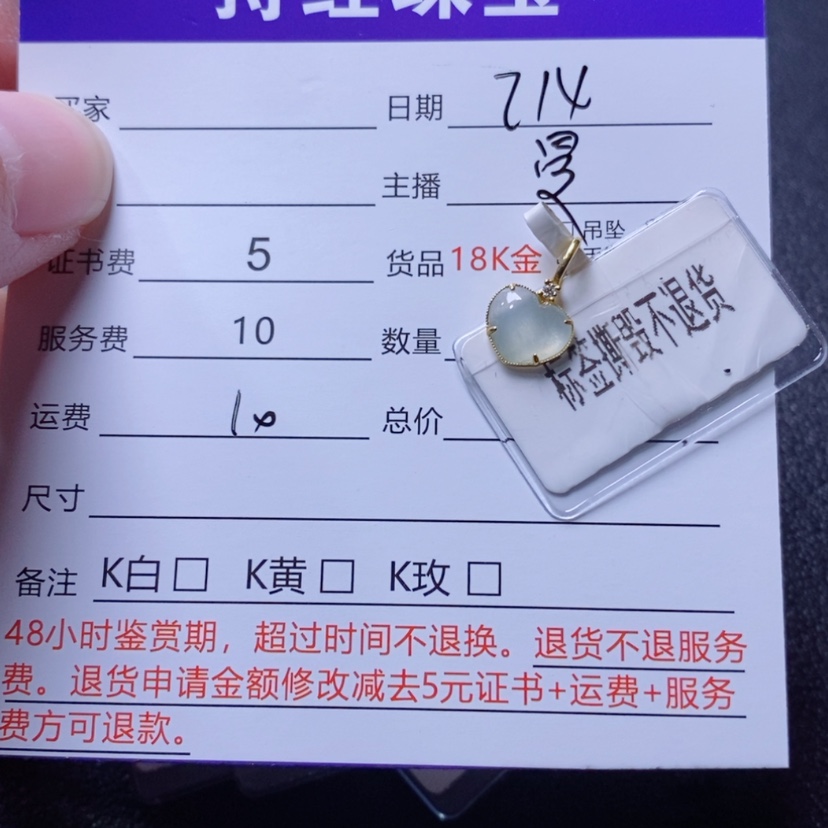 珠宝
买家 日期 714
主播 漫
证书费 5 货品 18K金 吊坠
服务费 10 数量
运费 10 总价
标签撕毁不退货
尺寸
备注 K白□ K黄□ K玫□
48小时鉴赏期，超过时间不退换。退货不退服务
费。退货申请金额修改减去5元证书+运费+服务
费方可退款。